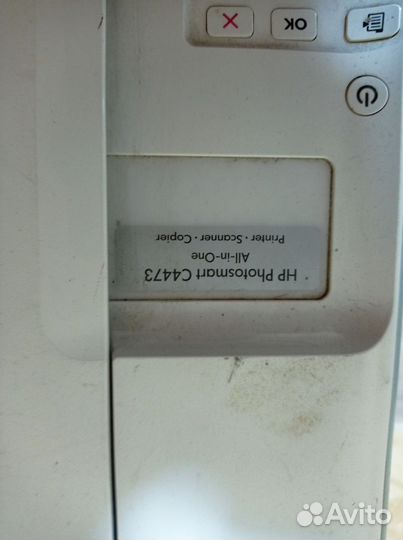 HP Photosmart C4473
All-in-One
Printer · Scanner · Copier
OK
Avito